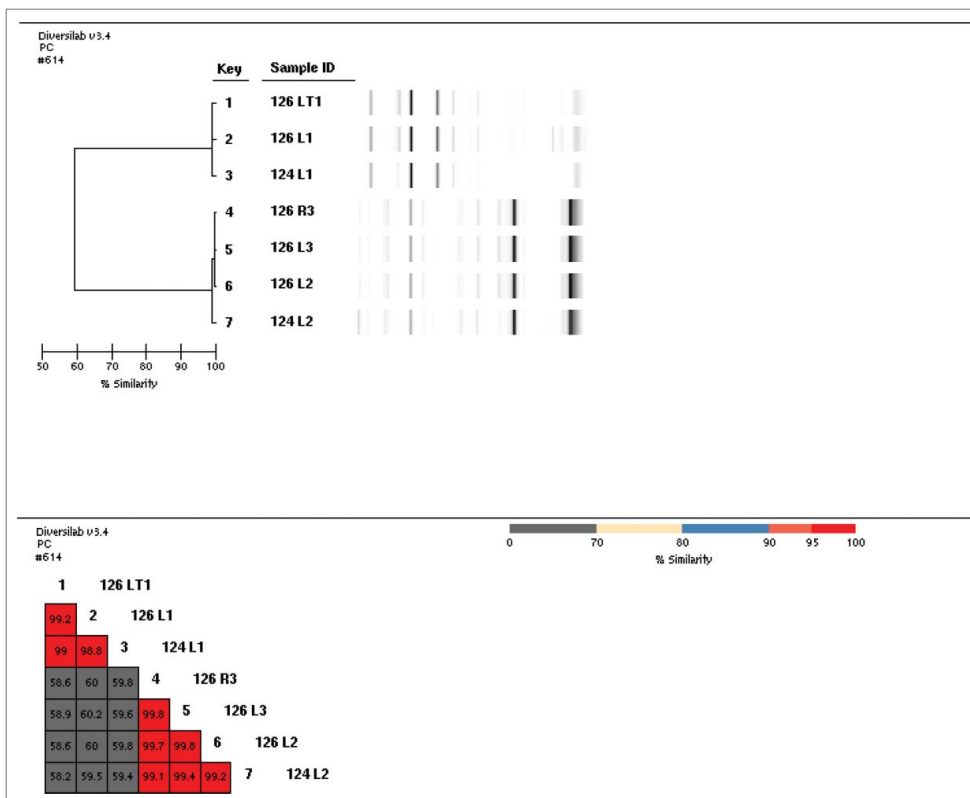 Diversilab v3.4
PC
#614
Key Sample ID
1 126 LT1
2 126 L1
3 124 L1
4 126 R3
5 126 L3
6 126 L2
7 124 L2
50 60 70 80 90 100
% Similarity
Diversilab v3.4
PC
#614
0 70 80 90 95 100
% Similarity
1 126 LT1
99.2 2 126 L1
99 98.8 3 124 L1
58.6 60 59.8 4 126 R3
58.9 60.2 59.6 99.8 5 126 L3
58.6 60 59.8 99.7 99.8 6 126 L2
58.2 59.5 59.4 99.1 99.4 99.2 7 124 L2